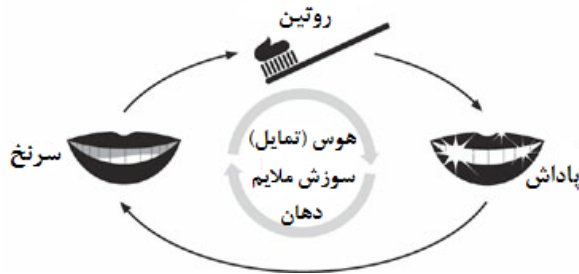 روتین
سرنخ
هوس (تمایل)
سوزش ملایم
دهان
پاداش